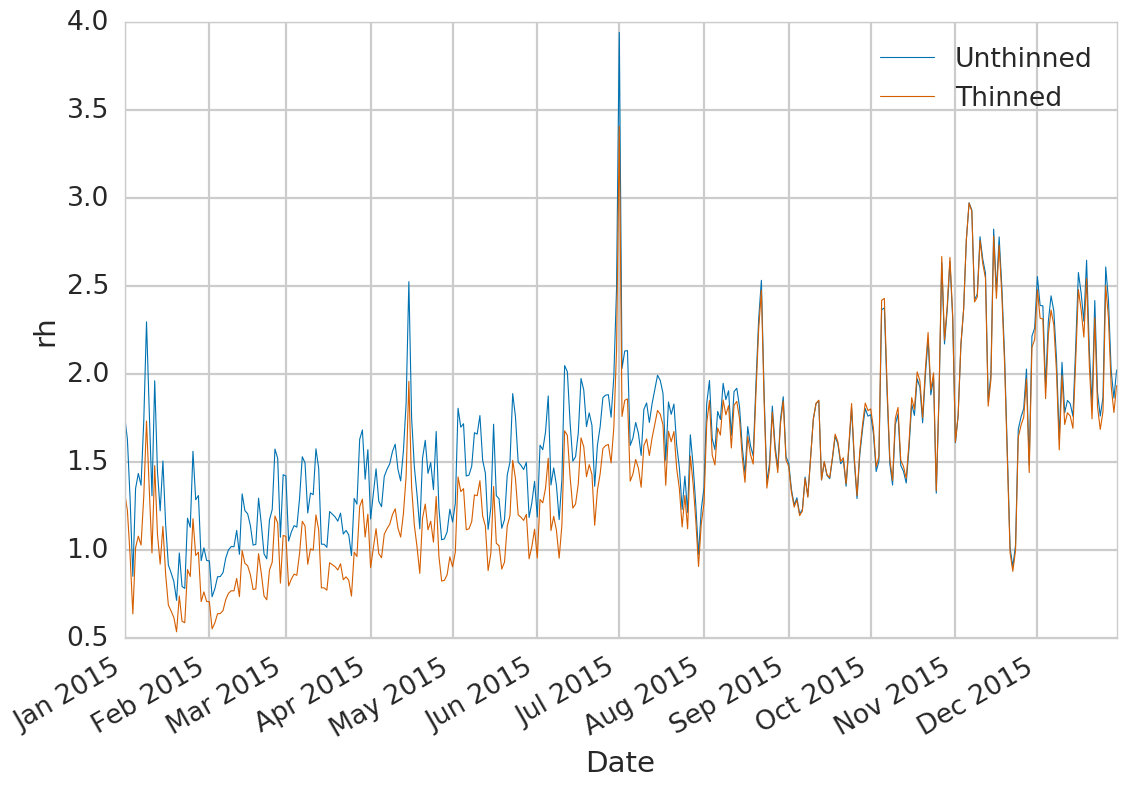 4.0
3.5
3.0
2.5
2.0
1.5
1.0
0.5
rh
Unthinned
Thinned
Jan 2015
Feb 2015
Mar 2015
Apr 2015
May 2015
Jun 2015
Jul 2015
Aug 2015
Sep 2015
Oct 2015
Nov 2015
Dec 2015
Date